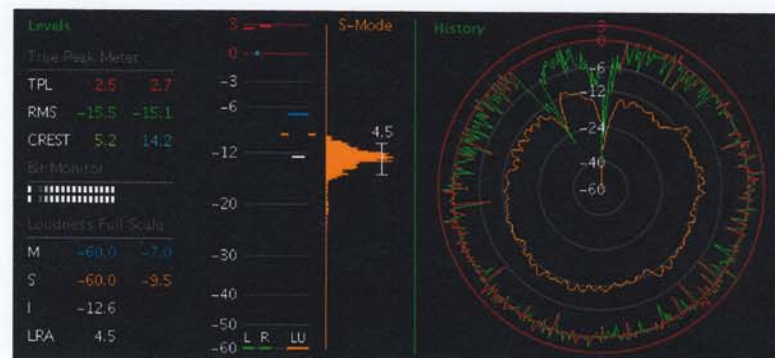 Levels
True Peak Meter
TPL 2.5 2.7
RMS -15.5 -15.1
CREST 5.2 14.2
Bit Monitor
Loudness Full Scale
M -60.0 -7.0
S -60.0 -9.5
I -12.6
LRA 4.5
3
0
-3
-6
-12
-20
-30
-40
-50
-60
L R LU
S-Mode
4.5
History
3
0
-6
-12
-24
-40
-60